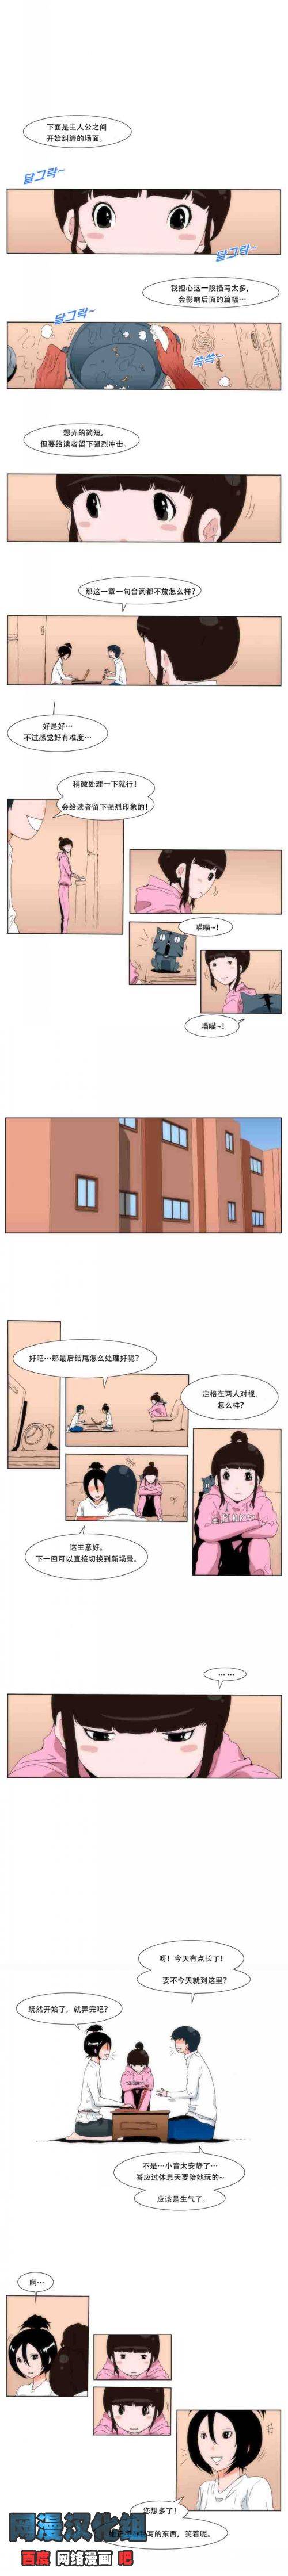 下面是主人公之间
开始纠缠的场面。
달그락~
달그락~
我担心这一段描写太多，
会影响后面的篇幅…
달그락~
쓱쓱~
想弄的简短，
但要给读者留下强烈冲击。
那这一章一句台词都不放怎么样？
好是好…
不过感觉好有难度…
稍微处理一下就行！
会给读者留下强烈印象的！
喵喵~！
喵喵~！
好吧…那最后结尾怎么处理好呢？
定格在两人对视，
怎么样？
这主意好。
下一回可以直接切换到新场景。
… …
呀！今天有点长了！
要不今天就到这里？
既然开始了，就弄完吧？
不是…小音太安静了…
答应过休息天要陪她玩的~
应该是生气了。
啊…
您想多了！
写的东西，笑着呢。
网漫汉化组
百度 网络漫画 吧